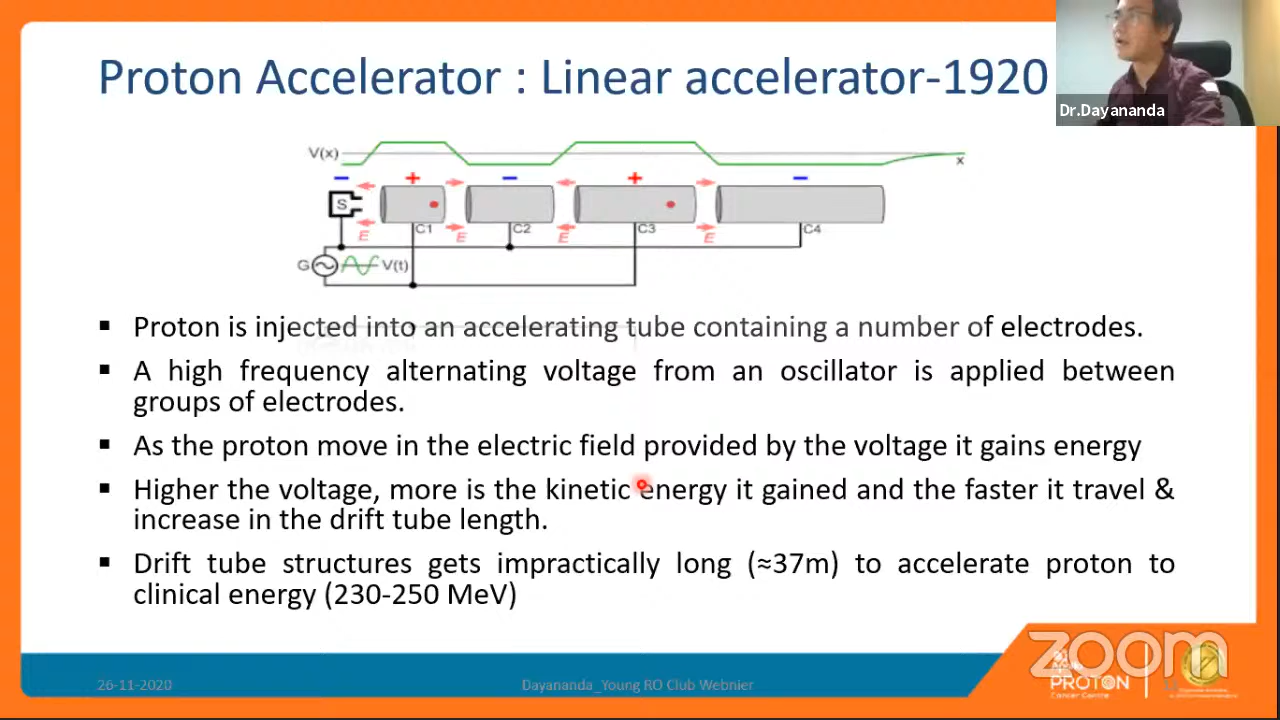 Proton Accelerator : Linear accelerator-1920
Dr.Dayananda
V(x)
x
− + − + −
S
C1 C2 C3 C4
E E E E
G V(t)
▪ Proton is injected into an accelerating tube containing a number of electrodes.
▪ A high frequency alternating voltage from an oscillator is applied between
groups of electrodes.
▪ As the proton move in the electric field provided by the voltage it gains energy
▪ Higher the voltage, more is the kinetic energy it gained and the faster it travel &
increase in the drift tube length.
▪ Drift tube structures gets impractically long (≈37m) to accelerate proton to
clinical energy (230-250 MeV)
26-11-2020
Dayananda_Young RO Club Webnier
zoom
PROTON
Cancer Centre